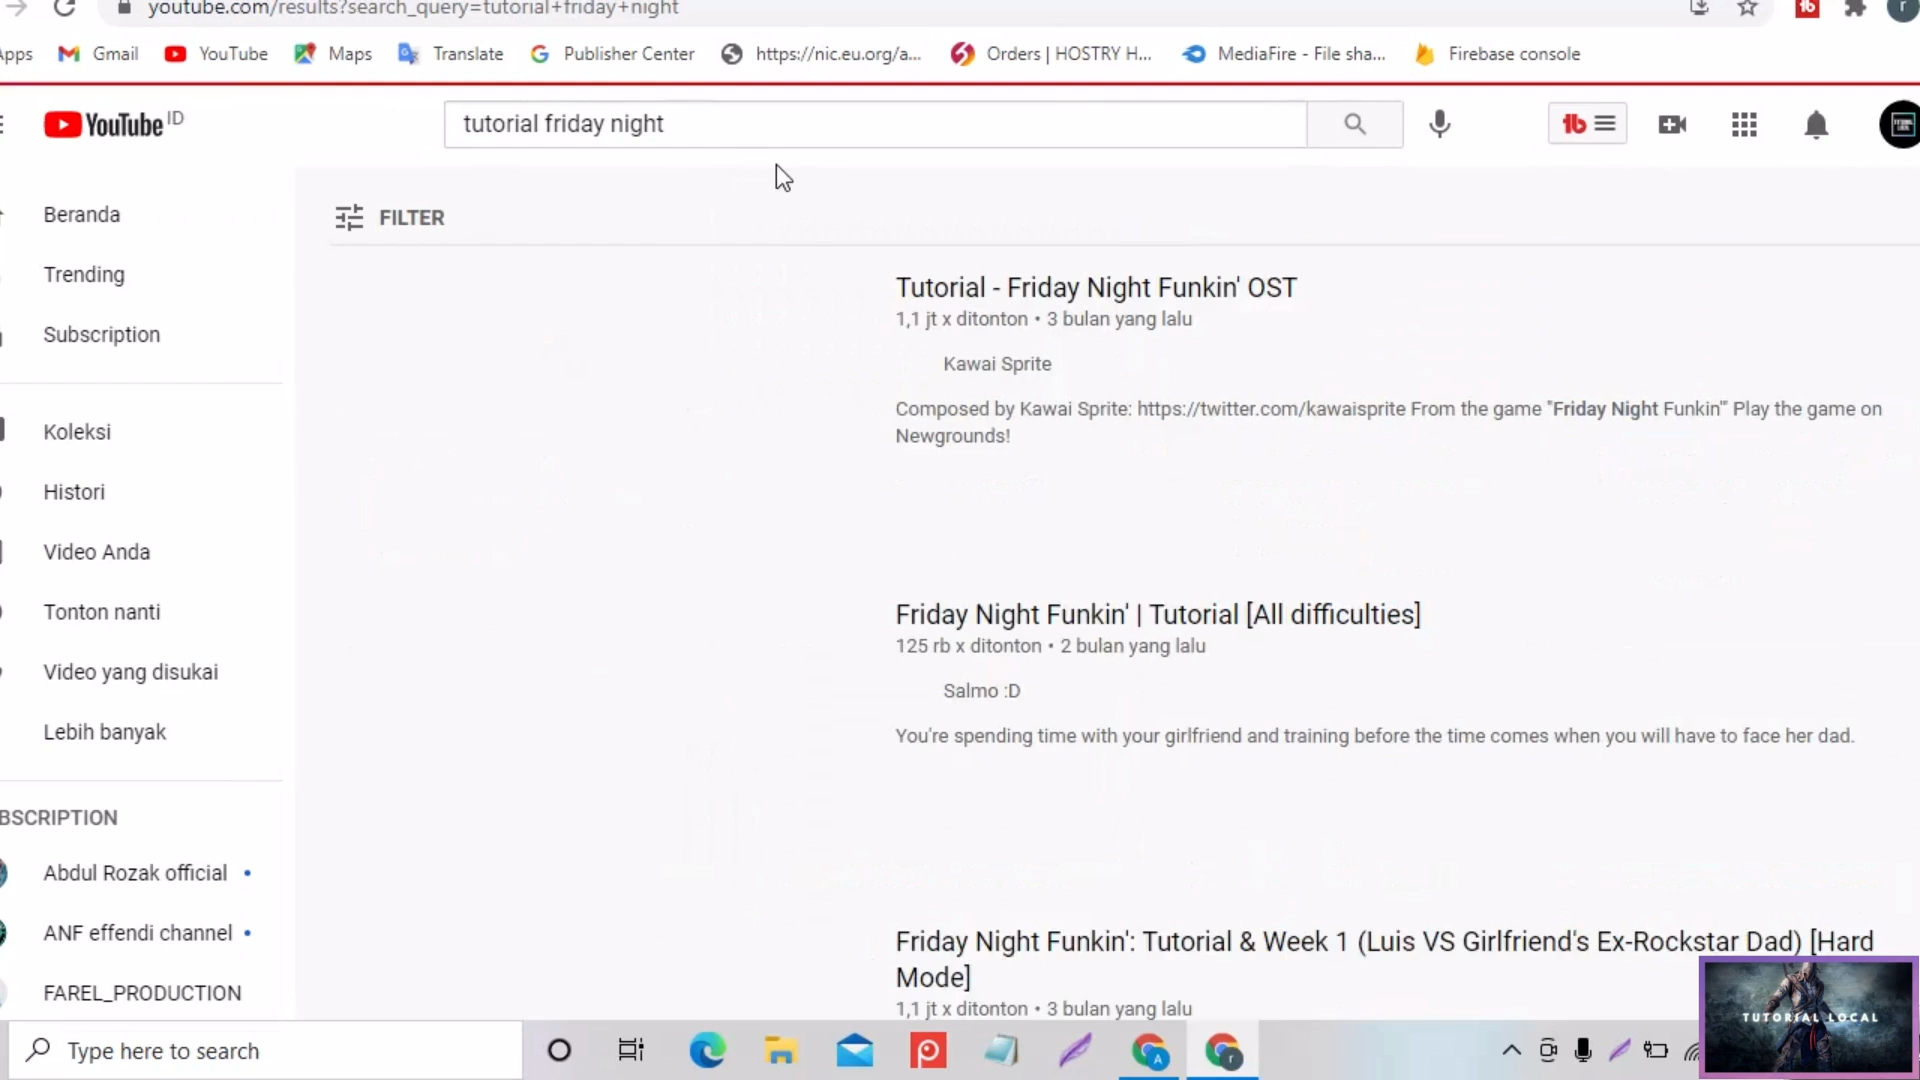 youtube.com/results?search_query=tutorial+friday+night
Apps Gmail YouTube Maps Translate Publisher Center https://nic.eu.org/a... Orders | HOSTRY H... MediaFire - File sha... Firebase console
YouTube ID
tutorial friday night
FILTER
Beranda
Trending
Subscription
Koleksi
Histori
Video Anda
Tonton nanti
Video yang disukai
Lebih banyak
BSCRIPTION
Abdul Rozak official •
ANF effendi channel •
FAREL_PRODUCTION
Tutorial - Friday Night Funkin' OST
1,1 jt x ditonton • 3 bulan yang lalu
Kawai Sprite
Composed by Kawai Sprite: https://twitter.com/kawaisprite From the game "Friday Night Funkin'" Play the game on
Newgrounds!
Friday Night Funkin' | Tutorial [All difficulties]
125 rb x ditonton • 2 bulan yang lalu
Salmo :D
You're spending time with your girlfriend and training before the time comes when you will have to face her dad.
Friday Night Funkin': Tutorial & Week 1 (Luis VS Girlfriend's Ex-Rockstar Dad) [Hard
Mode]
1,1 jt x ditonton • 3 bulan yang lalu
TUTORIAL LOCAL
Type here to search